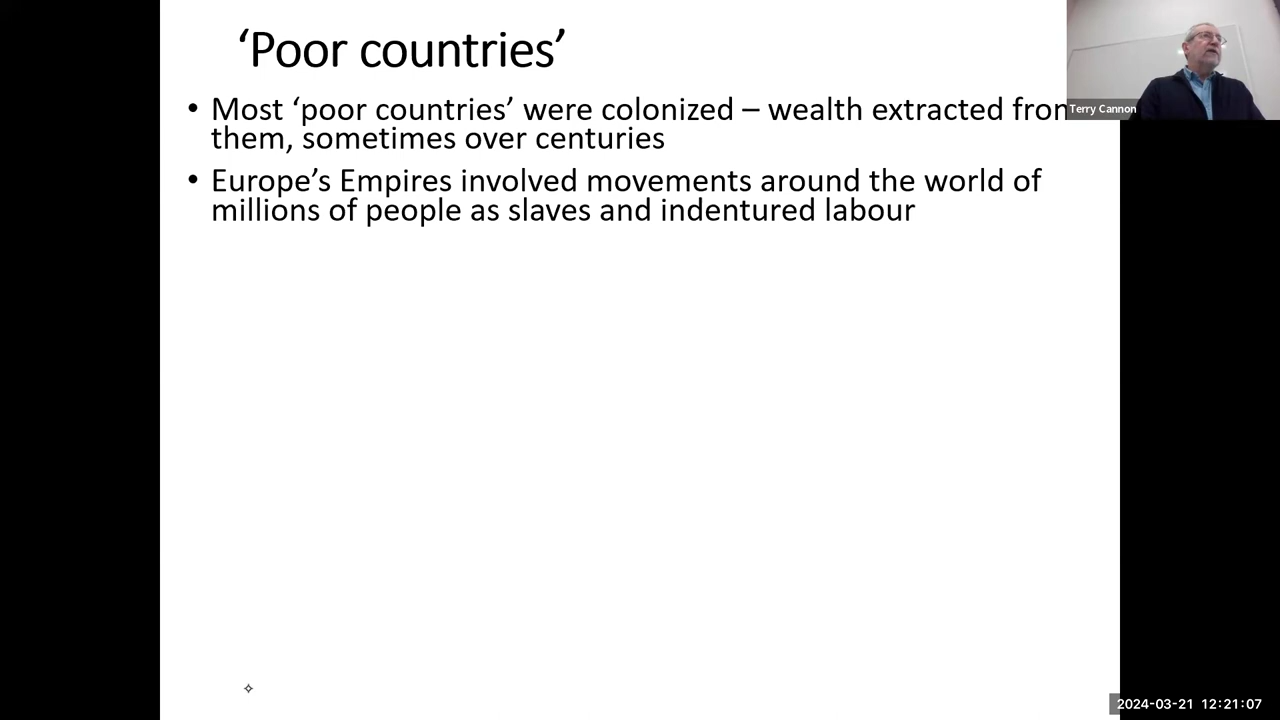 ‘Poor countries’
• Most ‘poor countries’ were colonized – wealth extracted from
them, sometimes over centuries
• Europe’s Empires involved movements around the world of
millions of people as slaves and indentured labour
Terry Cannon
2024-03-21 12:21:07